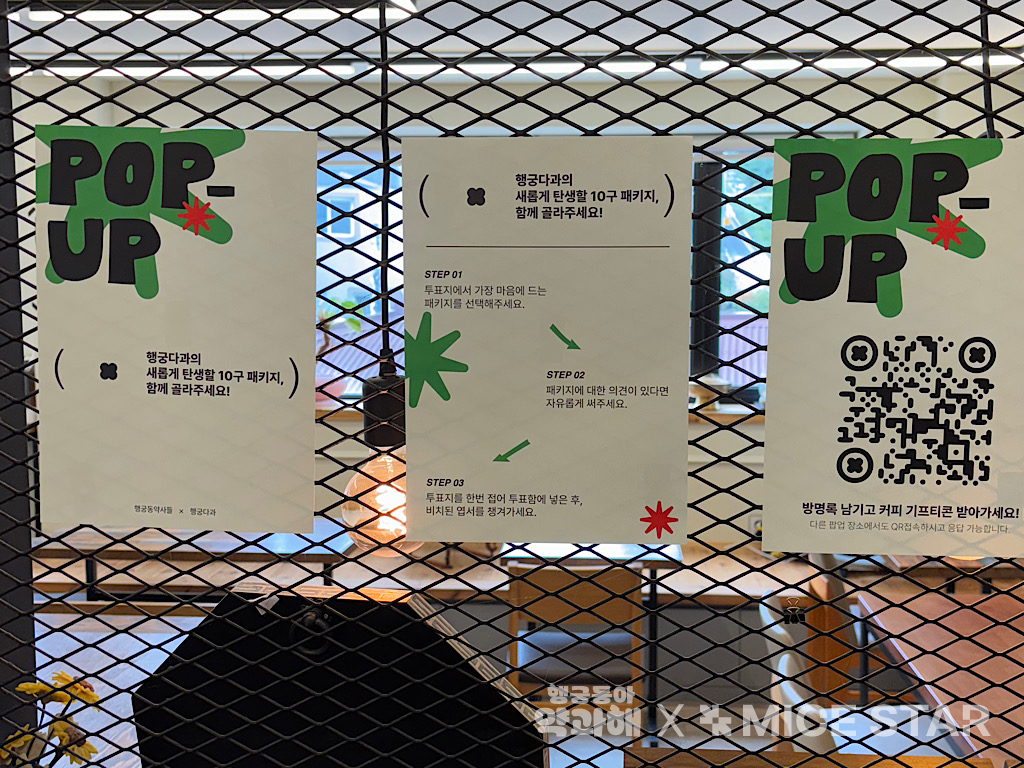 POP-
UP
행궁다과의
새롭게 탄생할 10구 패키지,
함께 골라주세요!
행궁동약사들 × 행궁다과
행궁다과의
새롭게 탄생할 10구 패키지,
함께 골라주세요!
STEP 01
투표지에서 가장 마음에 드는
패키지를 선택해주세요.
STEP 02
패키지에 대한 의견이 있다면
자유롭게 써주세요.
STEP 03
투표지를 한번 접어 투표함에 넣은 후,
비치된 엽서를 챙겨가세요.
POP-
UP
방명록 남기고 커피 기프티콘 받아가세요!
다른 팝업 장소에서도 QR접속하시고 응답 가능합니다.
행궁동아
약과해 X MICE STAR